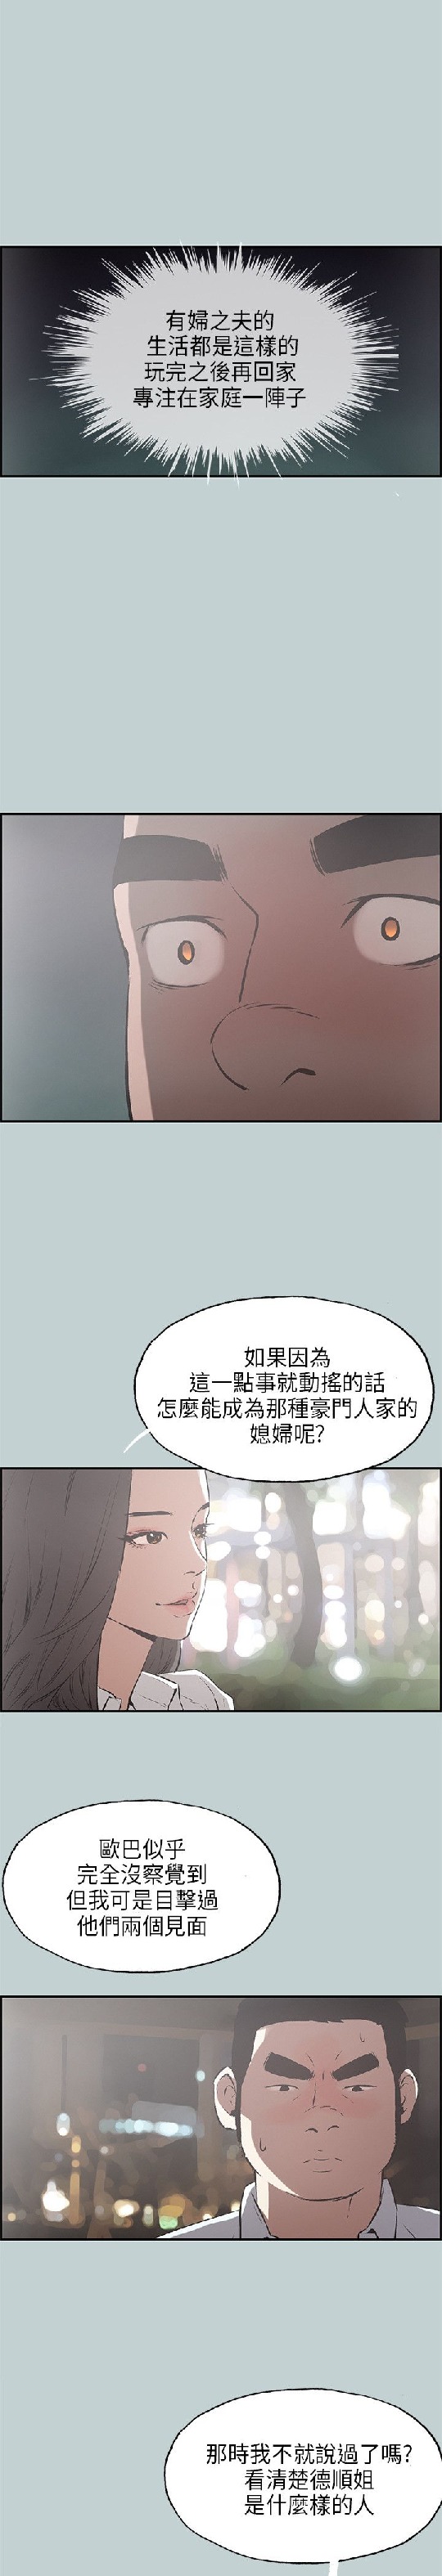 有婦之夫的
生活都是這樣的
玩完之後再回家
專注在家庭一陣子
如果因為
這一點事就動搖的話
怎麼能成為那種豪門人家的
媳婦呢?
歐巴似乎
完全沒察覺到
但我可是目擊過
他們兩個見面
那時我不就說過了嗎?
看清楚德順姐
是什麼樣的人